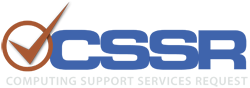 CSSR
COMPUTING SUPPORT SERVICES REQUEST